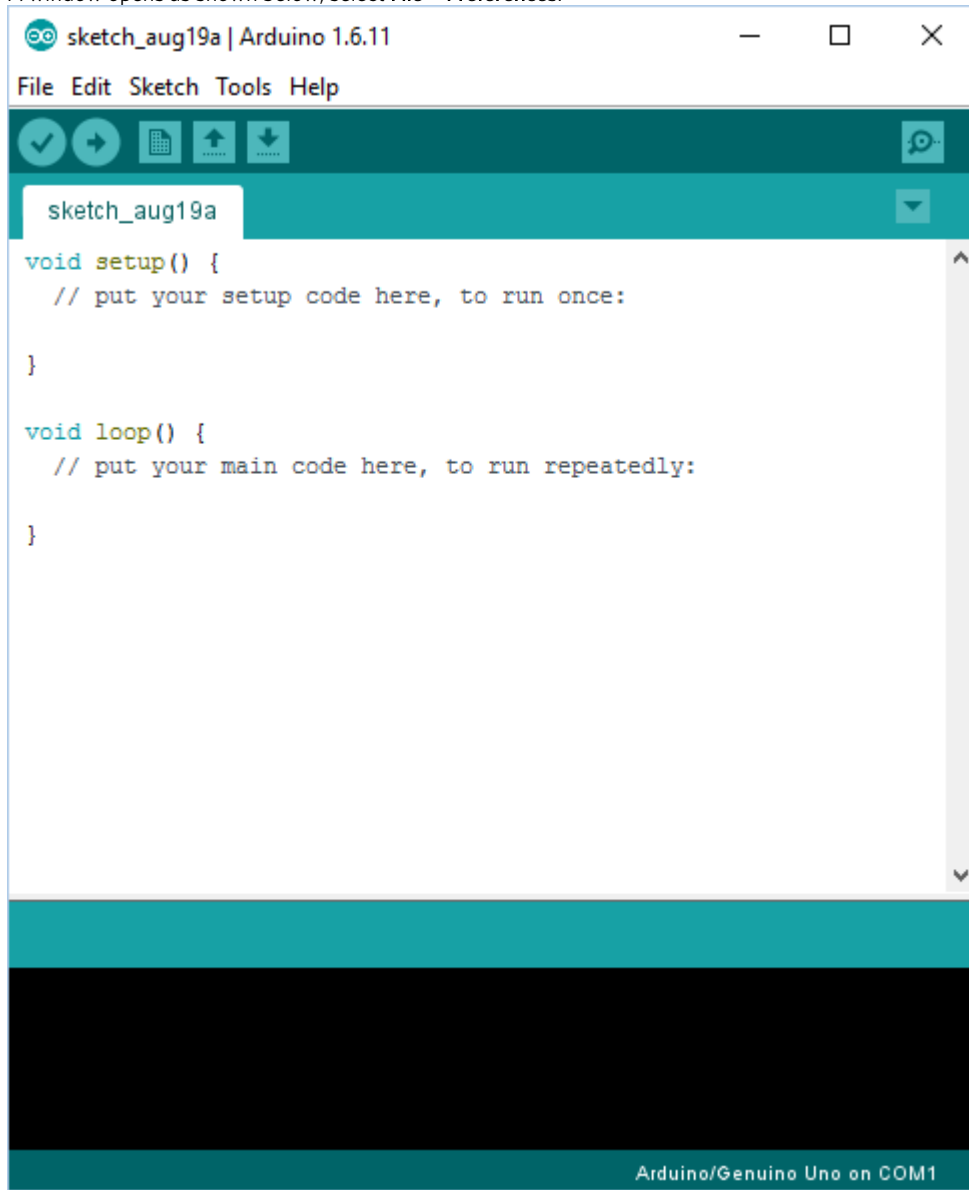 sketch_aug19a | Arduino 1.6.11
File Edit Sketch Tools Help
sketch_aug19a
void setup() {
  // put your setup code here, to run once:
}
void loop() {
  // put your main code here, to run repeatedly:
}
Arduino/Genuino Uno on COM1